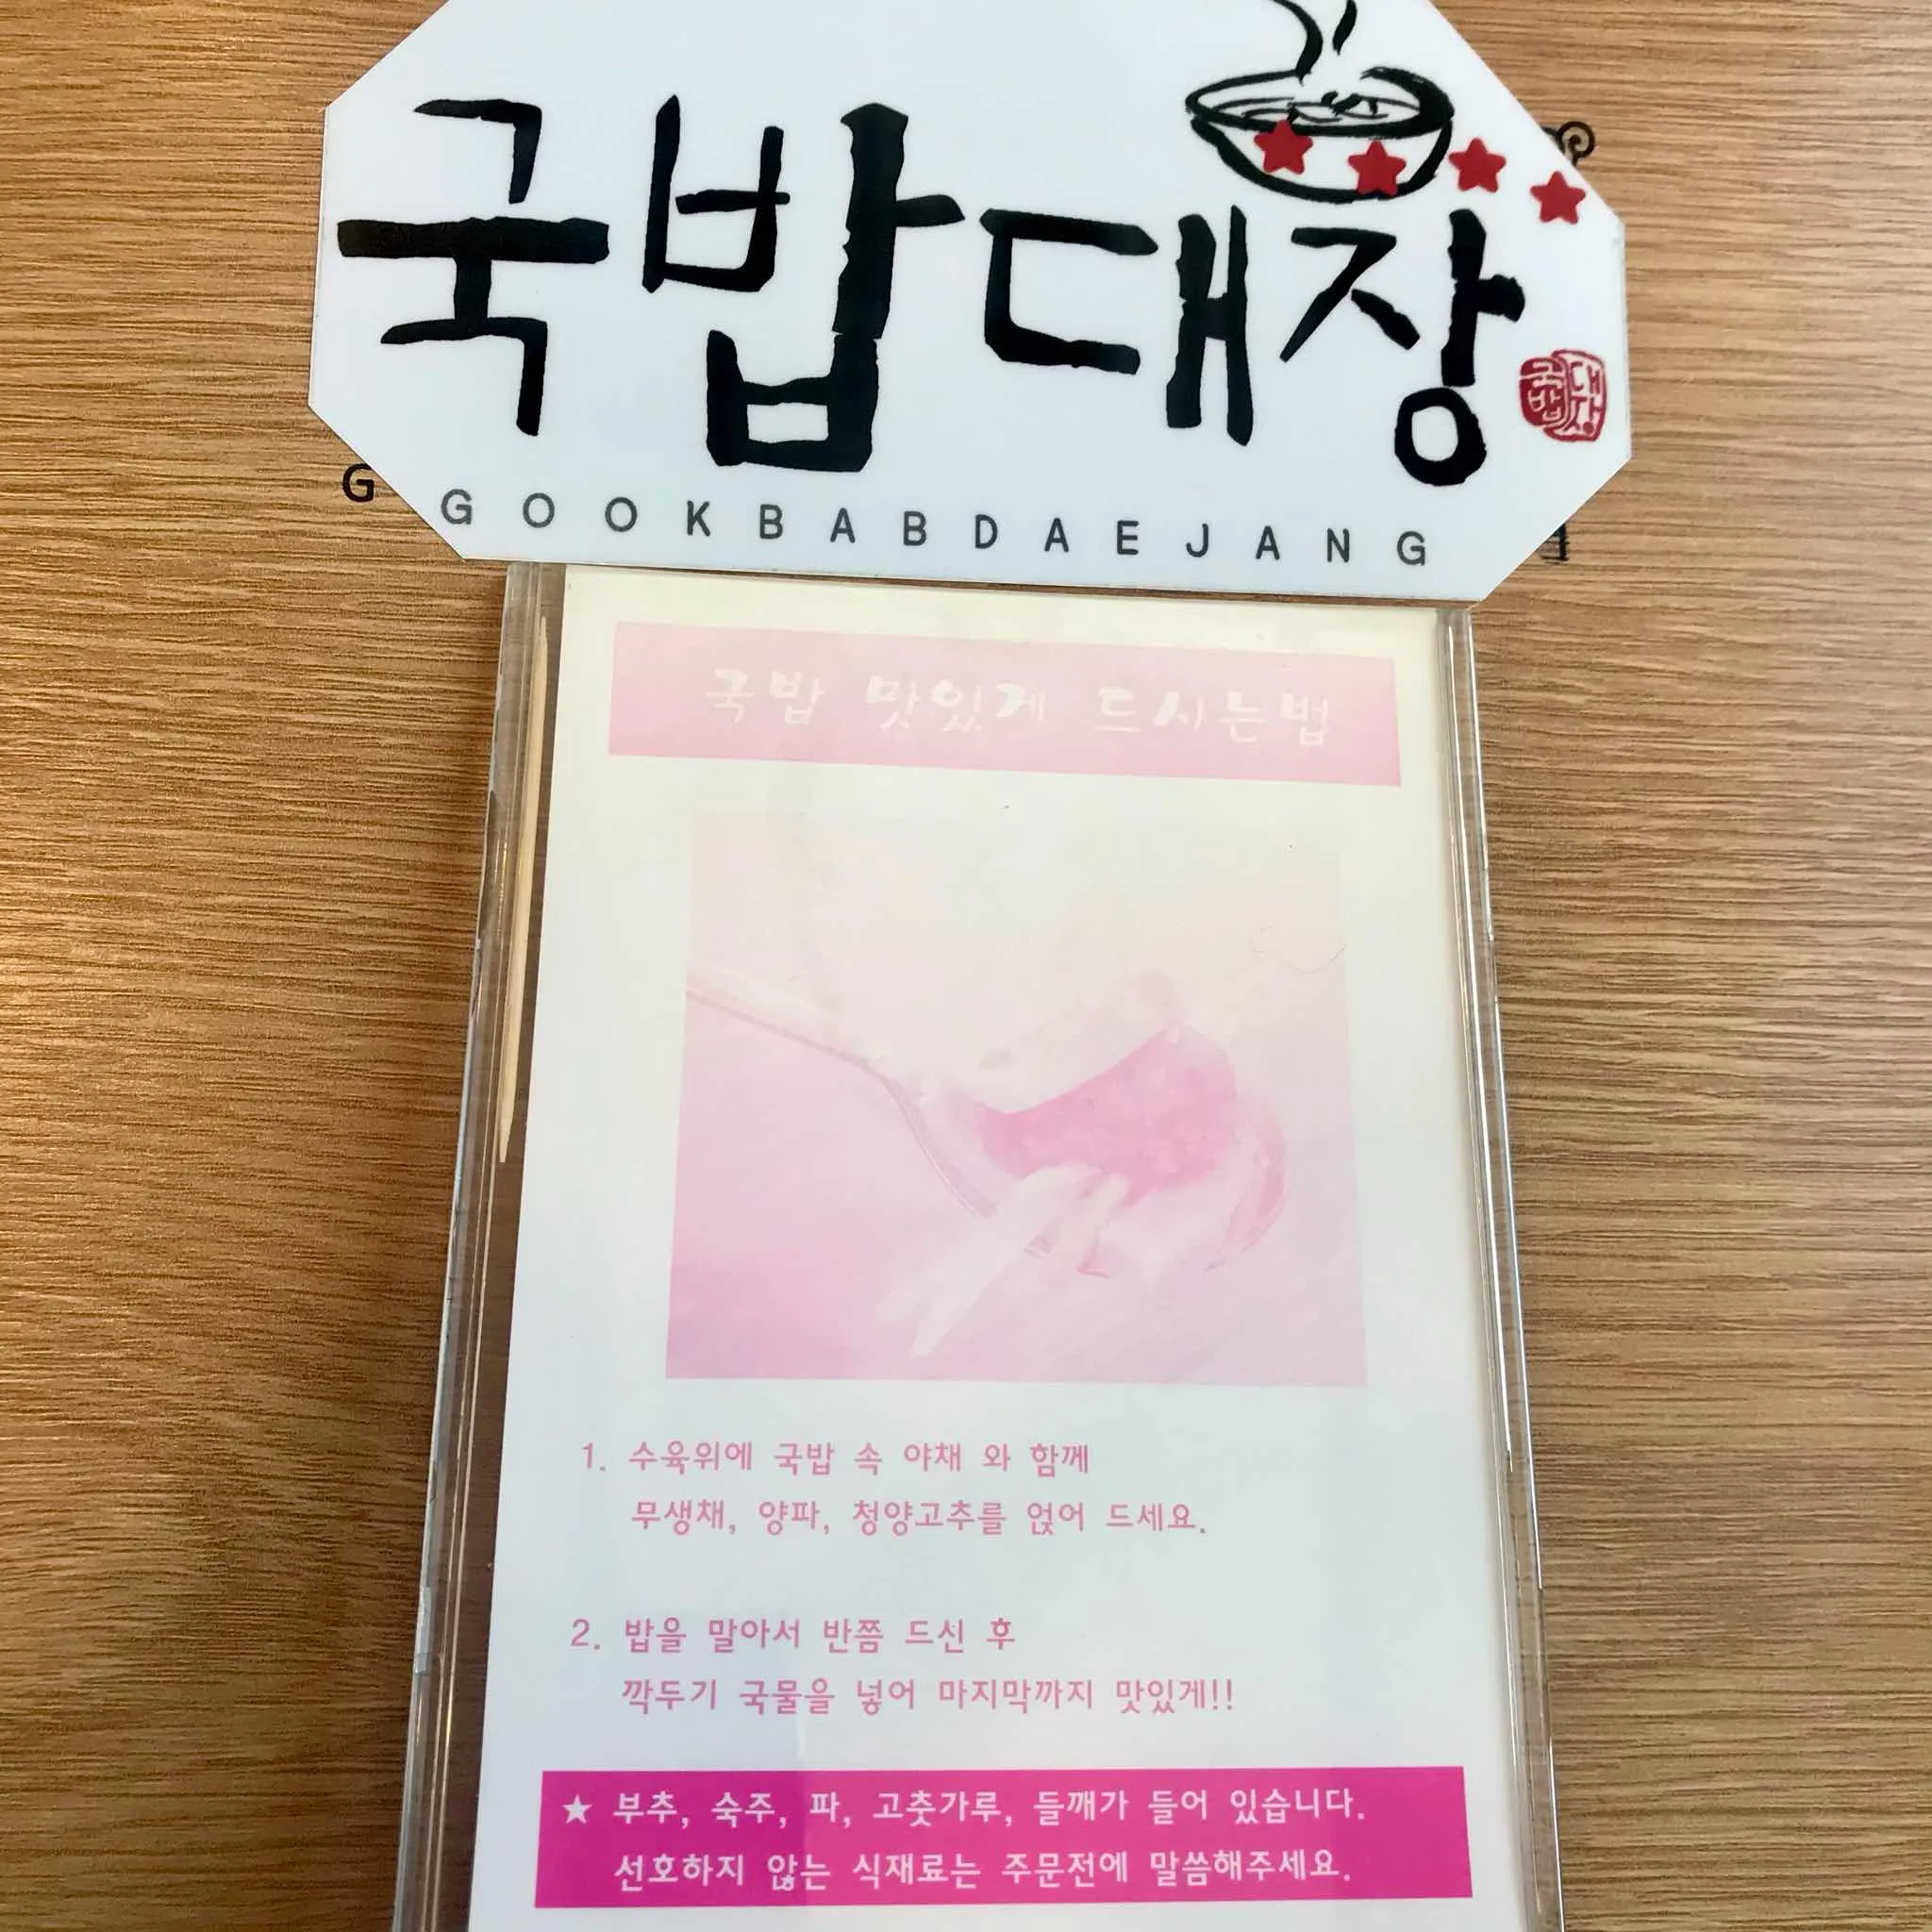 국밥대장
국밥
대장
G O O K B A B D A E J A N G
G
국밥 맛있게 드시는법
1. 수육위에 국밥 속 야채 와 함께
무생채, 양파, 청양고추를 얹어 드세요.
2. 밥을 말아서 반쯤 드신 후
깍두기 국물을 넣어 마지막까지 맛있게!!
★ 부추, 숙주, 파, 고춧가루, 들깨가 들어 있습니다.
선호하지 않는 식재료는 주문전에 말씀해주세요.